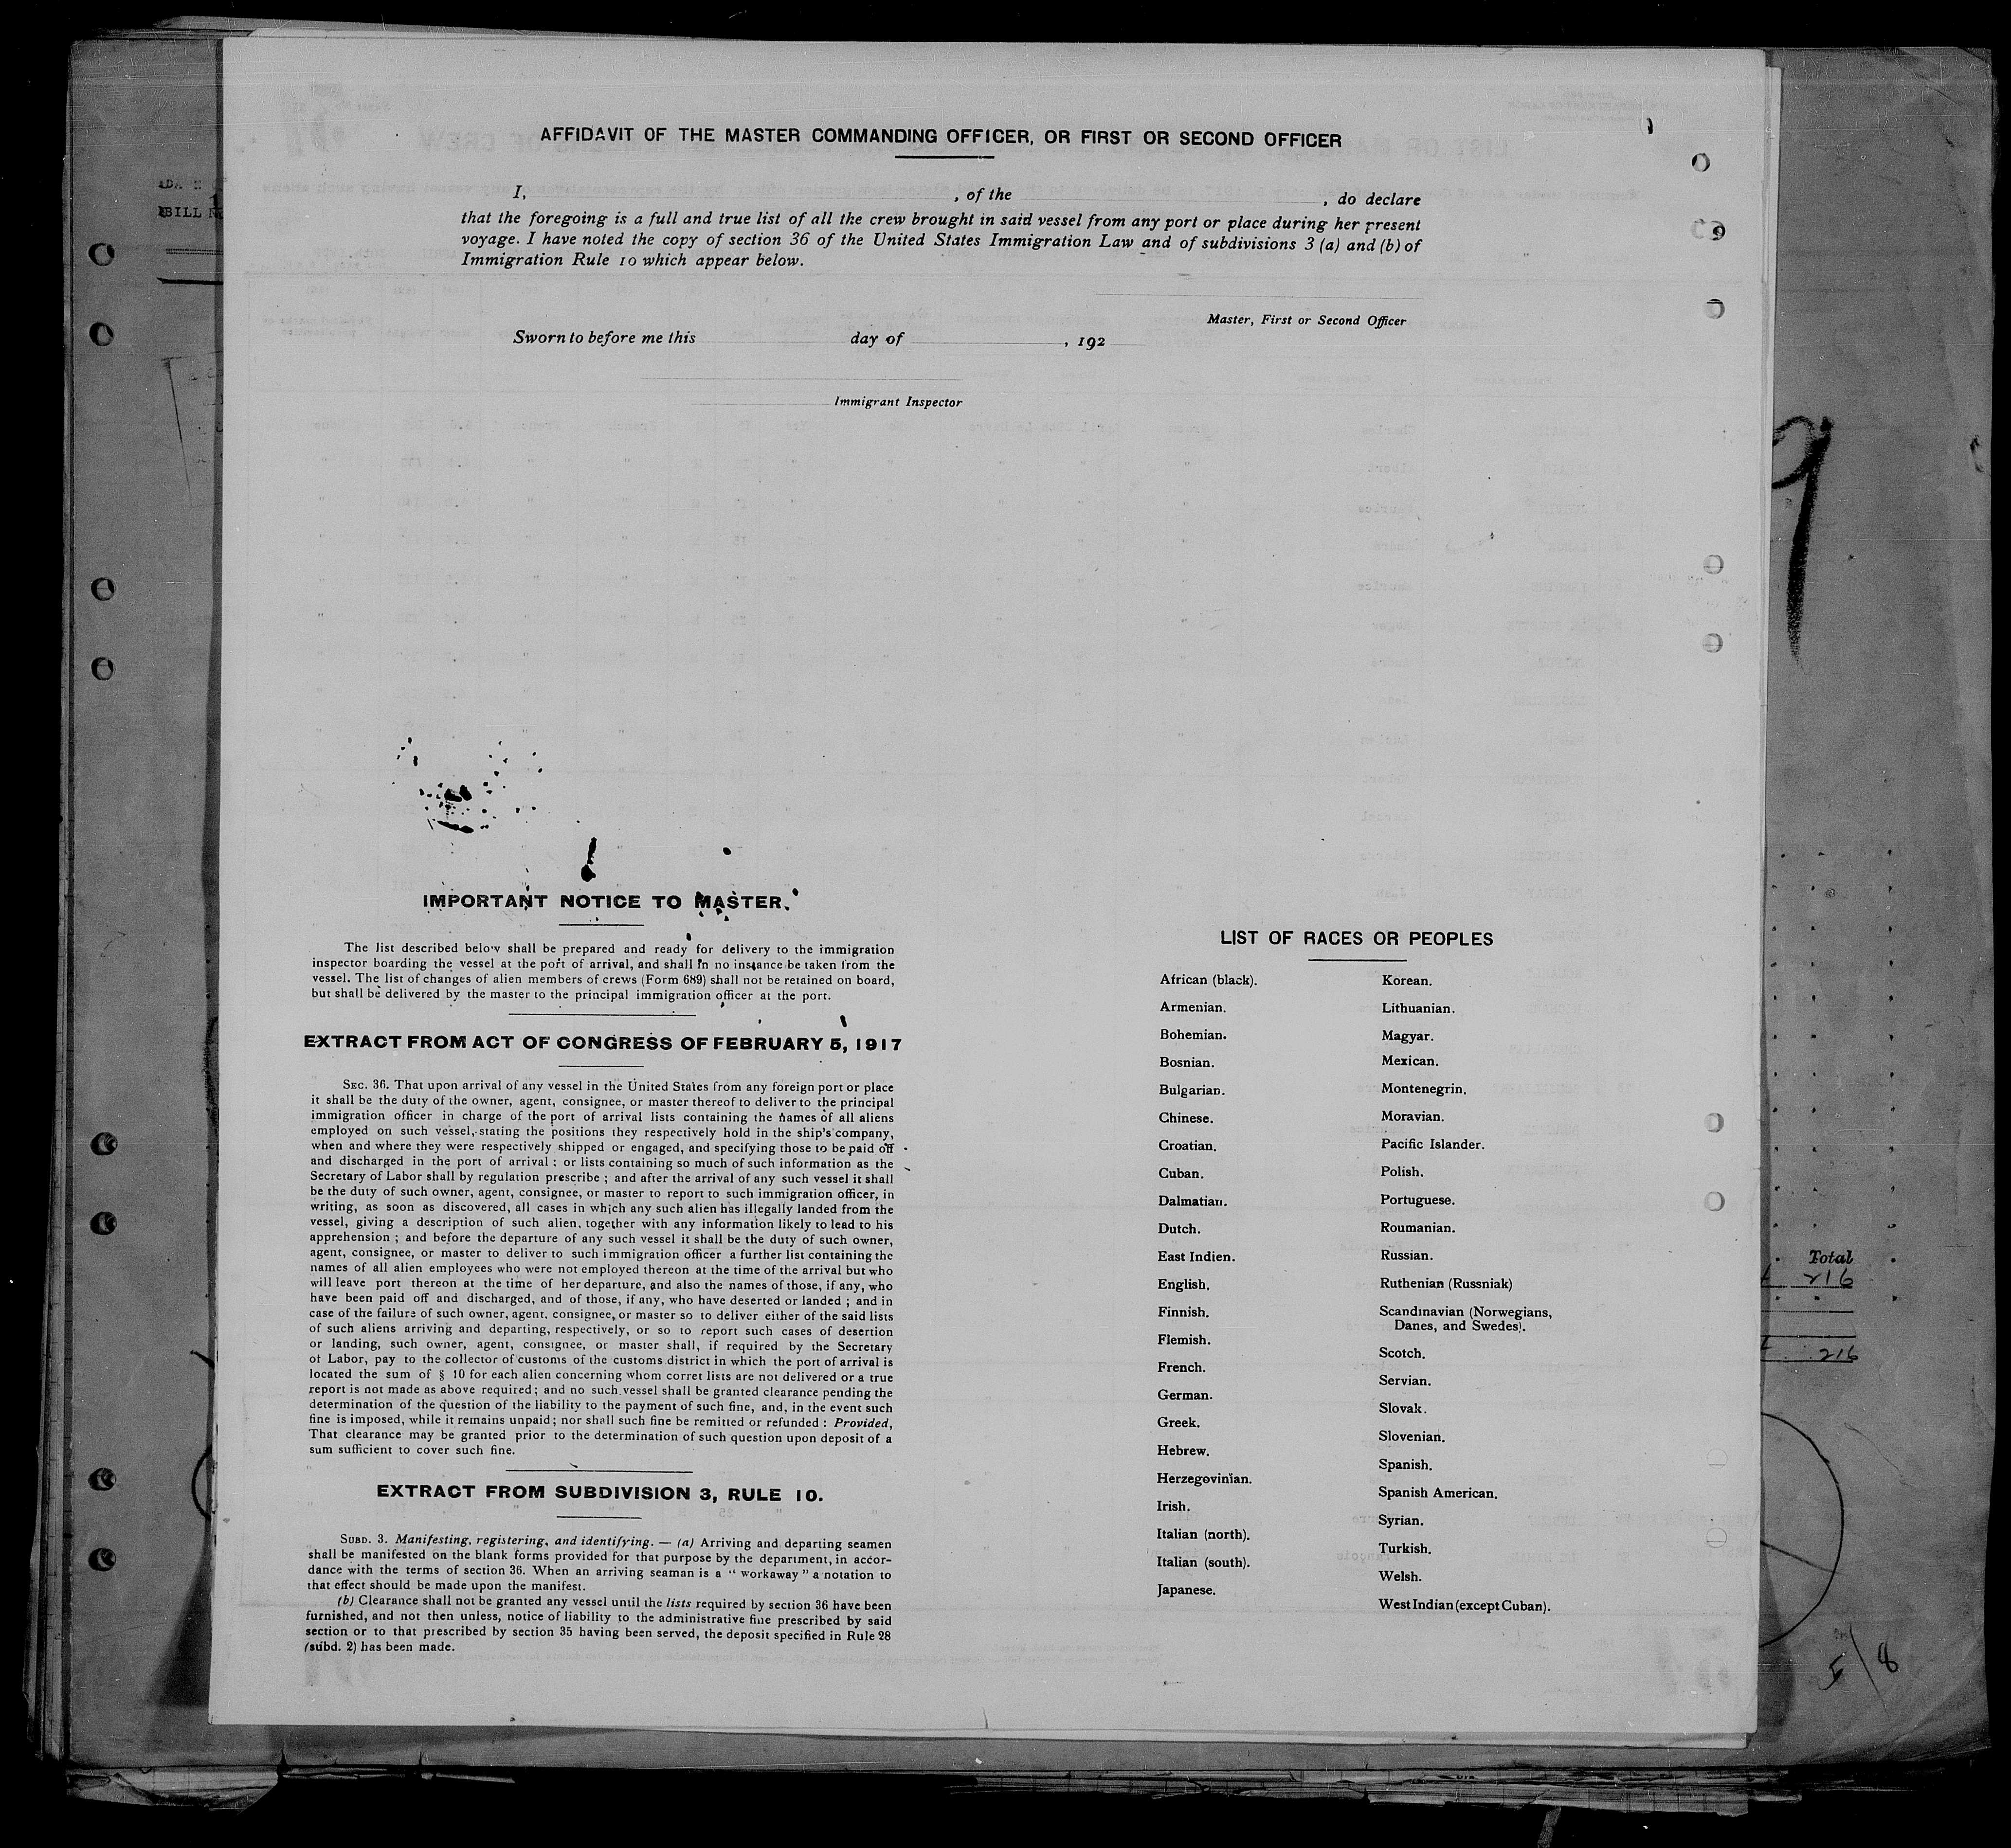 AFFIDAVIT OF THE MASTER COMMANDING OFFICER, OR FIRST OR SECOND OFFICER
I, , of the , do declare
that the foregoing is a full and true list of all the crew brought in said vessel from any port or place during her present
voyage. I have noted the copy of section 36 of the United States Immigration Law and of subdivisions 3 (a) and (b) of
Immigration Rule 10 which appear below.
Master, First or Second Officer
Sworn to before me this day of , 192
Immigrant Inspector
IMPORTANT NOTICE TO MASTER.
The list described below shall be prepared and ready for delivery to the immigration
inspector boarding the vessel at the port of arrival, and shall in no instance be taken from the
vessel. The list of changes of alien members of crews (Form 689) shall not be retained on board,
but shall be delivered by the master to the principal immigration officer at the port.
EXTRACT FROM ACT OF CONGRESS OF FEBRUARY 5, 1917
SEC. 36. That upon arrival of any vessel in the United States from any foreign port or place
it shall be the duty of the owner, agent, consignee, or master thereof to deliver to the principal
immigration officer in charge of the port of arrival lists containing the names of all aliens
employed on such vessel, stating the positions they respectively hold in the ship's company,
when and where they were respectively shipped or engaged, and specifying those to be paid off
and discharged in the port of arrival : or lists containing so much of such information as the
Secretary of Labor shall by regulation prescribe ; and after the arrival of any such vessel it shall
be the duty of such owner, agent, consignee, or master to report to such immigration officer, in
writing, as soon as discovered, all cases in which any such alien has illegally landed from the
vessel, giving a description of such alien, together with any information likely to lead to his
apprehension ; and before the departure of any such vessel it shall be the duty of such owner,
agent, consignee, or master to deliver to such immigration officer a further list containing the
names of all alien employees who were not employed thereon at the time of the arrival but who
will leave port thereon at the time of her departure, and also the names of those, if any, who
have been paid off and discharged, and of those, if any, who have deserted or landed ; and in
case of the failure of such owner, agent, consignee, or master so to deliver either of the said lists
of such aliens arriving and departing, respectively, or so to report such cases of desertion
or landing, such owner, agent, consignee, or master shall, if required by the Secretary
of Labor, pay to the collector of customs of the customs district in which the port of arrival is
located the sum of § 10 for each alien concerning whom corret lists are not delivered or a true
report is not made as above required ; and no such vessel shall be granted clearance pending the
determination of the question of the liability to the payment of such fine, and, in the event such
fine is imposed, while it remains unpaid ; nor shall such fine be remitted or refunded : Provided,
That clearance may be granted prior to the determination of such question upon deposit of a
sum sufficient to cover such fine.
EXTRACT FROM SUBDIVISION 3, RULE 10.
SUBD. 3. Manifesting, registering, and identifying. — (a) Arriving and departing seamen
shall be manifested on the blank forms provided for that purpose by the department, in accor-
dance with the terms of section 36. When an arriving seaman is a “ workaway ” a notation to
that effect should be made upon the manifest.
(b) Clearance shall not be granted any vessel until the lists required by section 36 have been
furnished, and not then unless, notice of liability to the administrative fine prescribed by said
section or to that prescribed by section 35 having been served, the deposit specified in Rule 28
(subd. 2) has been made.
LIST OF RACES OR PEOPLES
African (black).
Armenian.
Bohemian.
Bosnian.
Bulgarian.
Chinese.
Croatian.
Cuban.
Dalmatian.
Dutch.
East Indien.
English.
Finnish.
Flemish.
French.
German.
Greek.
Hebrew.
Herzegovinian.
Irish.
Italian (north).
Italian (south).
Japanese.
Korean.
Lithuanian.
Magyar.
Mexican.
Montenegrin.
Moravian.
Pacific Islander.
Polish.
Portuguese.
Roumanian.
Russian.
Ruthenian (Russniak)
Scandinavian (Norwegians,
Danes, and Swedes).
Scotch.
Servian.
Slovak.
Slovenian.
Spanish.
Spanish American.
Syrian.
Turkish.
Welsh.
West Indian (except Cuban).
BILL
9
Total
216
216
5/8